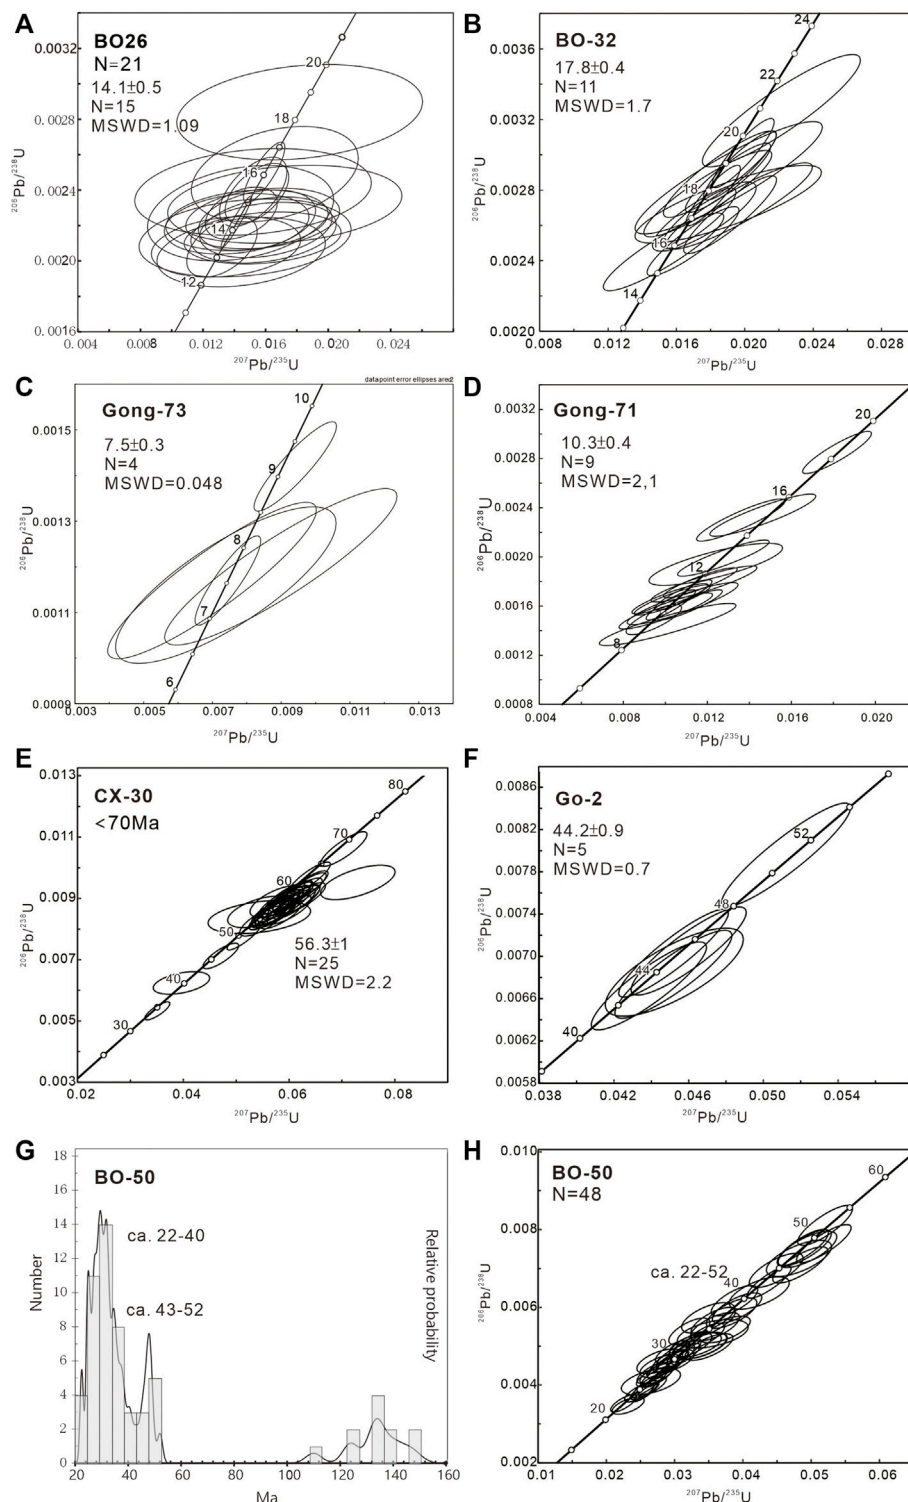 A
BO26
N=21
14.1±0.5
N=15
MSWD=1.09
0.0032
0.0028
0.0024
0.0020
0.0016
²⁰⁶Pb/²³⁸U
20
18
16
14
12
0.004
0.008
0.012
0.016
0.020
0.024
²⁰⁷Pb/²³⁵U
B
BO-32
17.8±0.4
N=11
MSWD=1.7
0.0036
0.0032
0.0028
0.0024
0.0020
²⁰⁶Pb/²³⁸U
24
22
20
18
16
14
0.008
0.012
0.016
0.020
0.024
0.028
²⁰⁷Pb/²³⁵U
C
data point error ellipses are 2
Gong-73
7.5±0.3
N=4
MSWD=0.048
0.0015
0.0013
0.0011
0.0009
²⁰⁶Pb/²³⁸U
10
9
8
7
6
0.003
0.005
0.007
0.009
0.011
0.013
²⁰⁷Pb/²³⁵U
D
Gong-71
10.3±0.4
N=9
MSWD=2,1
0.0032
0.0028
0.0024
0.0020
0.0016
0.0012
0.0008
²⁰⁶Pb/²³⁸U
20
16
12
8
0.004
0.008
0.012
0.016
0.020
²⁰⁷Pb/²³⁵U
E
CX-30
<70Ma
56.3±1
N=25
MSWD=2.2
0.013
0.011
0.009
0.007
0.005
0.003
²⁰⁶Pb/²³⁸U
80
70
60
50
40
30
0.02
0.04
0.06
0.08
²⁰⁷Pb/²³⁵U
F
Go-2
44.2±0.9
N=5
MSWD=0.7
0.0086
0.0082
0.0074
0.0070
0.0066
0.0058
²⁰⁶Pb/²³⁸U
52
48
44
40
0.038
0.042
0.046
0.050
0.054
²⁰⁷Pb/²³⁵U
G
BO-50
ca. 22-40
ca. 43-52
18
16
14
12
10
8
6
4
2
0
Number
Relative probability
20
40
60
80
100
120
140
160
Ma
H
BO-50
N=48
ca. 22-52
0.010
0.008
0.006
0.004
0.002
²⁰⁶Pb/²³⁸U
60
50
40
30
20
0.01
0.02
0.03
0.04
0.05
0.06
²⁰⁷Pb/²³⁵U